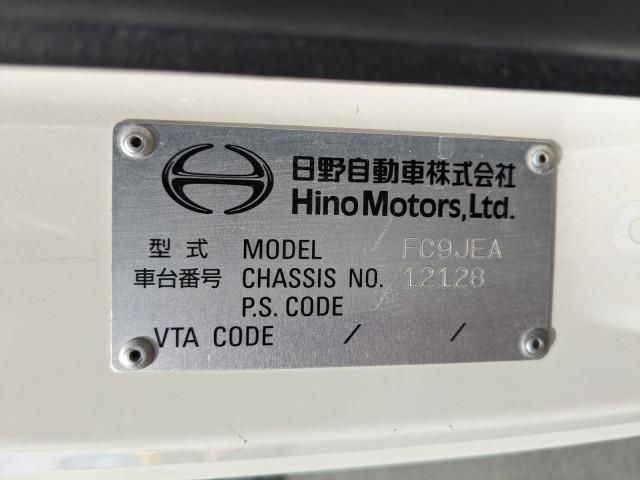 日野自動車株式会社
Hino Motors, Ltd.
型式 MODEL FC9JEA
車台番号 CHASSIS NO. 12128
P.S. CODE
VTA CODE / /